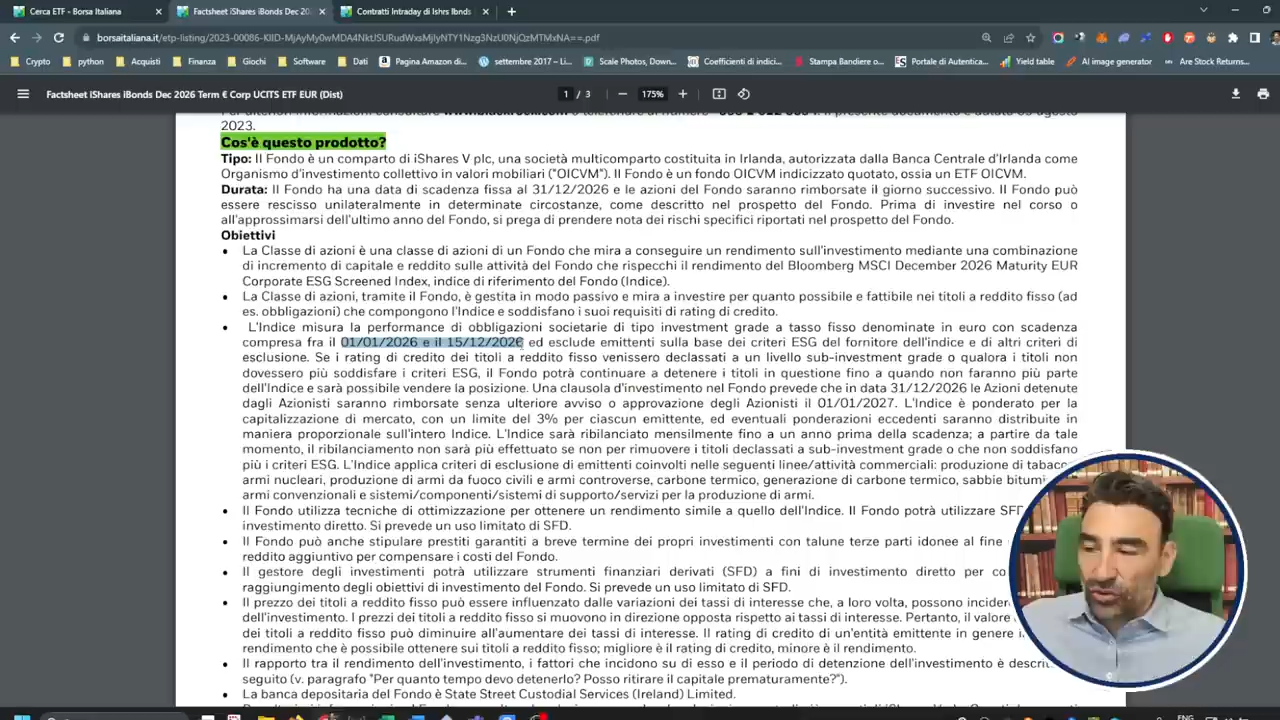 Cerca ETF - Borsa Italiana
Factsheet iShares iBonds Dec 202
Contratti Intraday di Ishrs Ibnds
borsaitaliana.it/etp-listing/2023-00086-KIID-MjAyMy0wMDA4NktJSURudWxsMjIyNTY1Nzg3NzU0NjQzMTMxNA==.pdf
Crypto
python
Acquisti
Finanza
Giochi
Software
Dati
Pagina Amazon di...
settembre 2017 – Li...
Scale Photos, Down...
Coefficienti di indici...
Stampa Bandiere o...
Portale di Autentica...
Yield table
AI image generator
Are Stock Returns...
Factsheet iShares iBonds Dec 2026 Term € Corp UCITS ETF EUR (Dist)
1 / 3
175%
2023.
Cos'è questo prodotto?
Tipo: Il Fondo è un comparto di iShares V plc, una società multicomparto costituita in Irlanda, autorizzata dalla Banca Centrale d'Irlanda come
Organismo d'investimento collettivo in valori mobiliari ("OICVM"). Il Fondo è un fondo OICVM indicizzato quotato, ossia un ETF OICVM.
Durata: Il Fondo ha una data di scadenza fissa al 31/12/2026 e le azioni del Fondo saranno rimborsate il giorno successivo. Il Fondo può
essere rescisso unilateralmente in determinate circostanze, come descritto nel prospetto del Fondo. Prima di investire nel corso o
all'approssimarsi dell'ultimo anno del Fondo, si prega di prendere nota dei rischi specifici riportati nel prospetto del Fondo.
Obiettivi
La Classe di azioni è una classe di azioni di un Fondo che mira a conseguire un rendimento sull'investimento mediante una combinazione
di incremento di capitale e reddito sulle attività del Fondo che rispecchi il rendimento del Bloomberg MSCI December 2026 Maturity EUR
Corporate ESG Screened Index, indice di riferimento del Fondo (Indice).
La Classe di azioni, tramite il Fondo, è gestita in modo passivo e mira a investire per quanto possibile e fattibile nei titoli a reddito fisso (ad
es. obbligazioni) che compongono l'Indice e soddisfano i suoi requisiti di rating di credito.
L'Indice misura la performance di obbligazioni societarie di tipo investment grade a tasso fisso denominate in euro con scadenza
compresa fra il 01/01/2026 e il 15/12/2026 ed esclude emittenti sulla base dei criteri ESG del fornitore dell'indice e di altri criteri di
esclusione. Se i rating di credito dei titoli a reddito fisso venissero declassati a un livello sub-investment grade o qualora i titoli non
dovessero più soddisfare i criteri ESG, il Fondo potrà continuare a detenere i titoli in questione fino a quando non faranno più parte
dell'Indice e sarà possibile vendere la posizione. Una clausola d'investimento nel Fondo prevede che in data 31/12/2026 le Azioni detenute
dagli Azionisti saranno rimborsate senza ulteriore avviso o approvazione degli Azionisti il 01/01/2027. L'Indice è ponderato per la
capitalizzazione di mercato, con un limite del 3% per ciascun emittente, ed eventuali ponderazioni eccedenti saranno distribuite in
maniera proporzionale sull'intero Indice. L'Indice sarà ribilanciato mensilmente fino a un anno prima della scadenza; a partire da tale
momento, il ribilanciamento non sarà più effettuato se non per rimuovere i titoli declassati a sub-investment grade o che non soddisfano
più i criteri ESG. L'Indice applica criteri di esclusione di emittenti coinvolti nelle seguenti linee/attività commerciali: produzione di tabacco
armi nucleari, produzione di armi da fuoco civili e armi controverse, carbone termico, generazione di carbone termico, sabbie bitum
armi convenzionali e sistemi/componenti/sistemi di supporto/servizi per la produzione di armi.
Il Fondo utilizza tecniche di ottimizzazione per ottenere un rendimento simile a quello dell'Indice. Il Fondo potrà utilizzare SFD
investimento diretto. Si prevede un uso limitato di SFD.
Il Fondo può anche stipulare prestiti garantiti a breve termine dei propri investimenti con talune terze parti idonee al fine
reddito aggiuntivo per compensare i costi del Fondo.
Il gestore degli investimenti potrà utilizzare strumenti finanziari derivati (SFD) a fini di investimento diretto per co
raggiungimento degli obiettivi di investimento del Fondo. Si prevede un uso limitato di SFD.
Il prezzo dei titoli a reddito fisso può essere influenzato dalle variazioni dei tassi di interesse che, a loro volta, possono incider
dell'investimento. I prezzi dei titoli a reddito fisso si muovono in direzione opposta rispetto ai tassi di interesse. Pertanto, il valore
dei titoli a reddito fisso può diminuire all'aumentare dei tassi di interesse. Il rating di credito di un'entità emittente in genere
rendimento che è possibile ottenere sui titoli a reddito fisso; migliore è il rating di credito, minore è il rendimento.
Il rapporto tra il rendimento dell'investimento, i fattori che incidono su di esso e il periodo di detenzione dell'investimento è descri
seguito (v. paragrafo "Per quanto tempo devo detenerlo? Posso ritirare il capitale prematuramente?").
La banca depositaria del Fondo è State Street Custodial Services (Ireland) Limited.